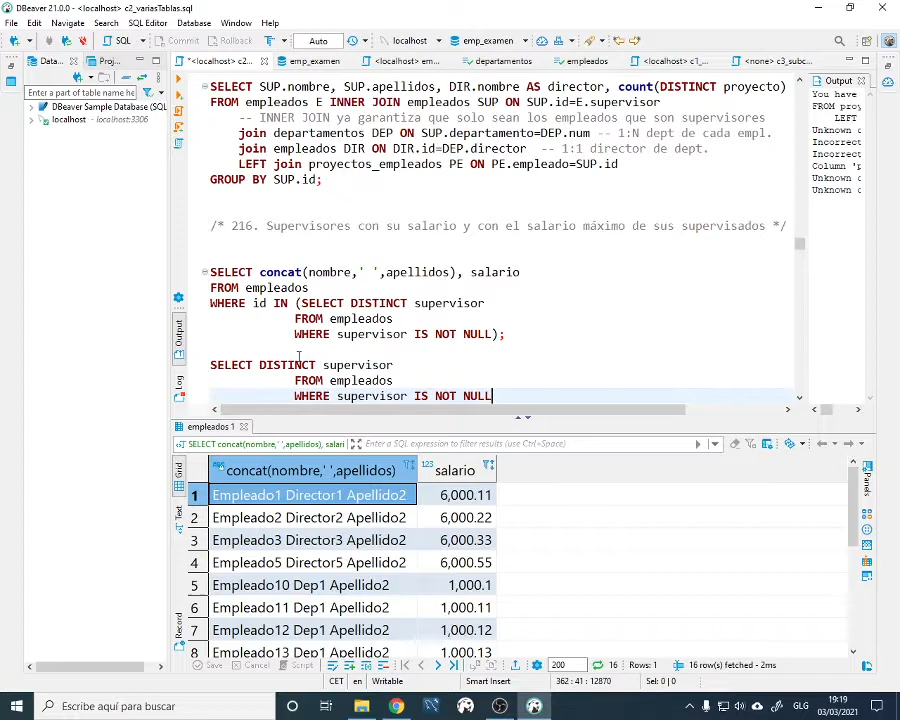 DBeaver 21.0.0 - <localhost> c2_variasTablas.sql
File Edit Navigate Search SQL Editor Database Window Help
SQL Commit Rollback T Auto localhost emp_examen
Data... Proj... *<localhost> c2... emp_examen <localhost> em... departamentos empleados <localhost> c1_... <none> c3_subc... Output
Enter a part of table name he
DBeaver Sample Database (SQL
localhost :3306
SELECT SUP.nombre, SUP.apellidos, DIR.nombre AS director, count(DISTINCT proyecto)
FROM empleados E INNER JOIN empleados SUP ON SUP.id=E.supervisor
-- INNER JOIN ya garantiza que solo sean los empleados que son supervisores
join departamentos DEP ON SUP.departamento=DEP.num -- 1:N dept de cada empl.
join empleados DIR ON DIR.id=DEP.director -- 1:1 director de dept.
LEFT join proyectos_empleados PE ON PE.empleado=SUP.id
GROUP BY SUP.id;
/* 216. Supervisores con su salario y con el salario máximo de sus supervisados */
SELECT concat(nombre,' ',apellidos), salario
FROM empleados
WHERE id IN (SELECT DISTINCT supervisor
FROM empleados
WHERE supervisor IS NOT NULL);
SELECT DISTINCT supervisor
FROM empleados
WHERE supervisor IS NOT NULL
You have
FROM proy
LEFT
Unknown c
Incorrect
Incorrect
Column 'p
Unknown c
Unknown c
Output
Log
empleados 1
SELECT concat(nombre,' ',apellidos), salari Enter a SQL expression to filter results (use Ctrl+Space)
Grid
Text
Record
Panels
concat(nombre,' ',apellidos) 123 salario
1 Empleado1 Director1 Apellido2 6,000.11
2 Empleado2 Director2 Apellido2 6,000.22
3 Empleado3 Director3 Apellido2 6,000.33
4 Empleado5 Director5 Apellido2 6,000.55
5 Empleado10 Dep1 Apellido2 1,000.1
6 Empleado11 Dep1 Apellido2 1,000.11
7 Empleado12 Dep1 Apellido2 1,000.12
8 Empleado13 Dep1 Apellido2 1,000.13
Save Cancel Script 200 16 Rows: 1 16 row(s) fetched - 2ms
CET en Writable Smart Insert 362 : 41 : 12870 Sel: 0 | 0
Escribe aquí para buscar
GLG
19:19
03/03/2021